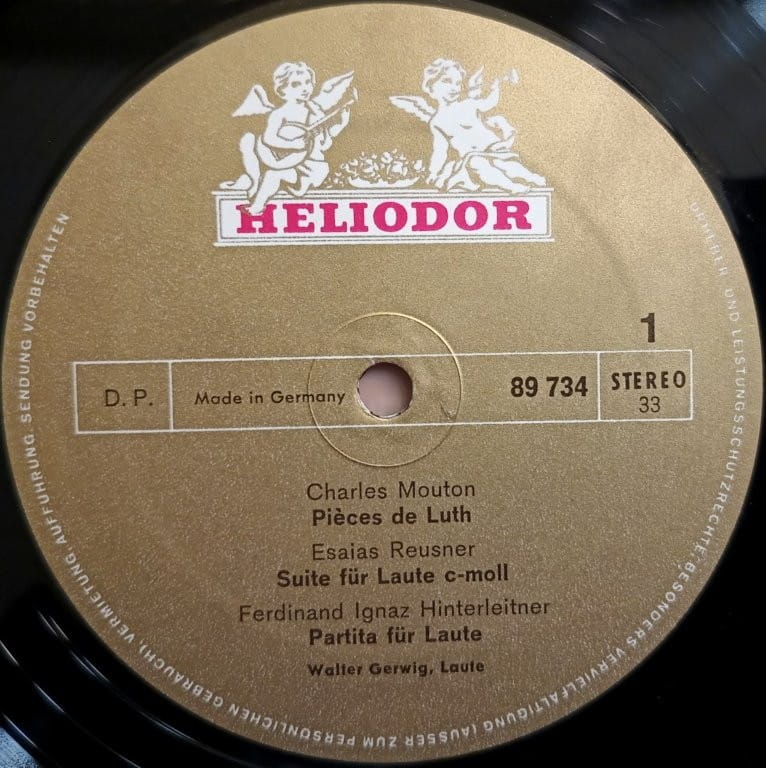 HELIODOR
1
D. P.
Made in Germany
89 734
STEREO
33
Charles Mouton
Pièces de Luth
Esaias Reusner
Suite für Laute c-moll
Ferdinand Ignaz Hinterleitner
Partita für Laute
Walter Gerwig, Laute
URHEBER- UND LEISTUNGSSCHUTZRECHTE, BESONDERS VERVIELFÄLTIGUNG (AUSSER ZUM PERSÖNLICHEN GEBRAUCH), VERMIETUNG, AUFFÜHRUNG, SENDUNG VORBEHALTEN